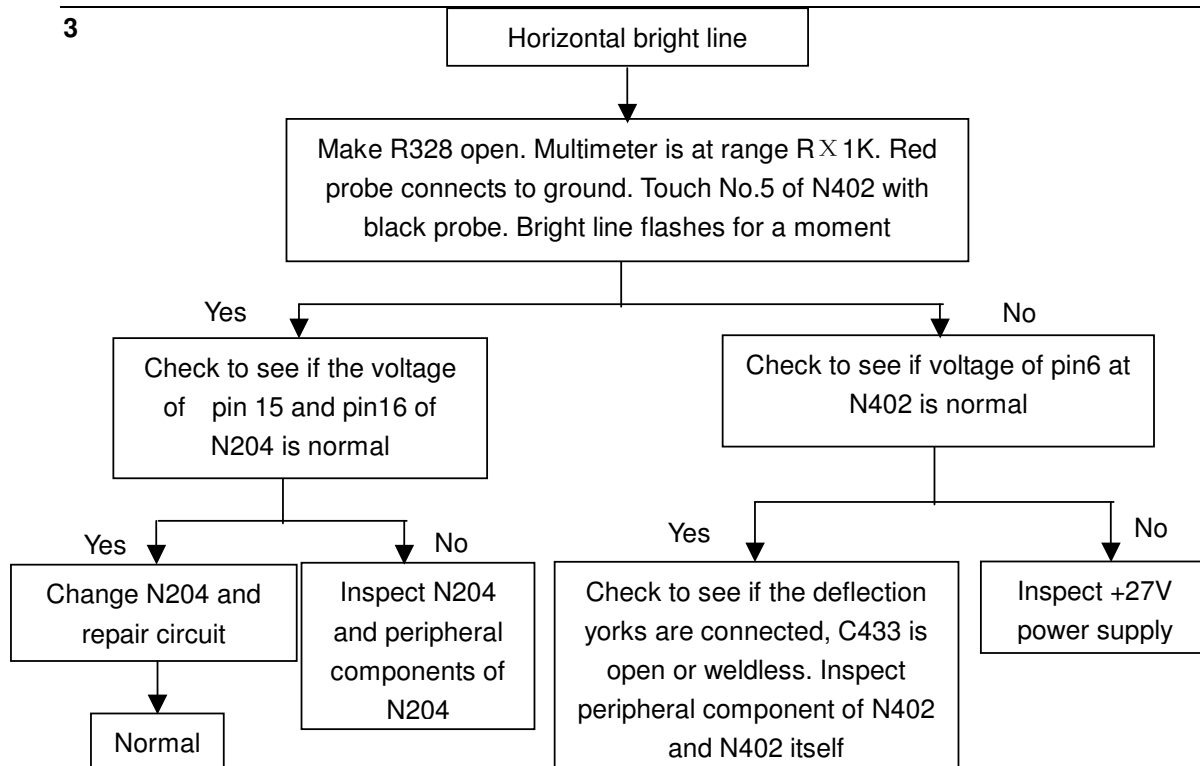 3
Horizontal bright line
Make R328 open. Multimeter is at range R X 1K. Red
probe connects to ground. Touch No.5 of N402 with
black probe. Bright line flashes for a moment
Yes
No
Check to see if the voltage
of pin 15 and pin16 of
N204 is normal
Check to see if voltage of pin6 at
N402 is normal
Yes
No
Yes
No
Change N204 and
repair circuit
Inspect N204
and peripheral
components of
N204
Check to see if the deflection
yorks are connected, C433 is
open or weldless. Inspect
peripheral component of N402
and N402 itself
Inspect +27V
power supply
Normal